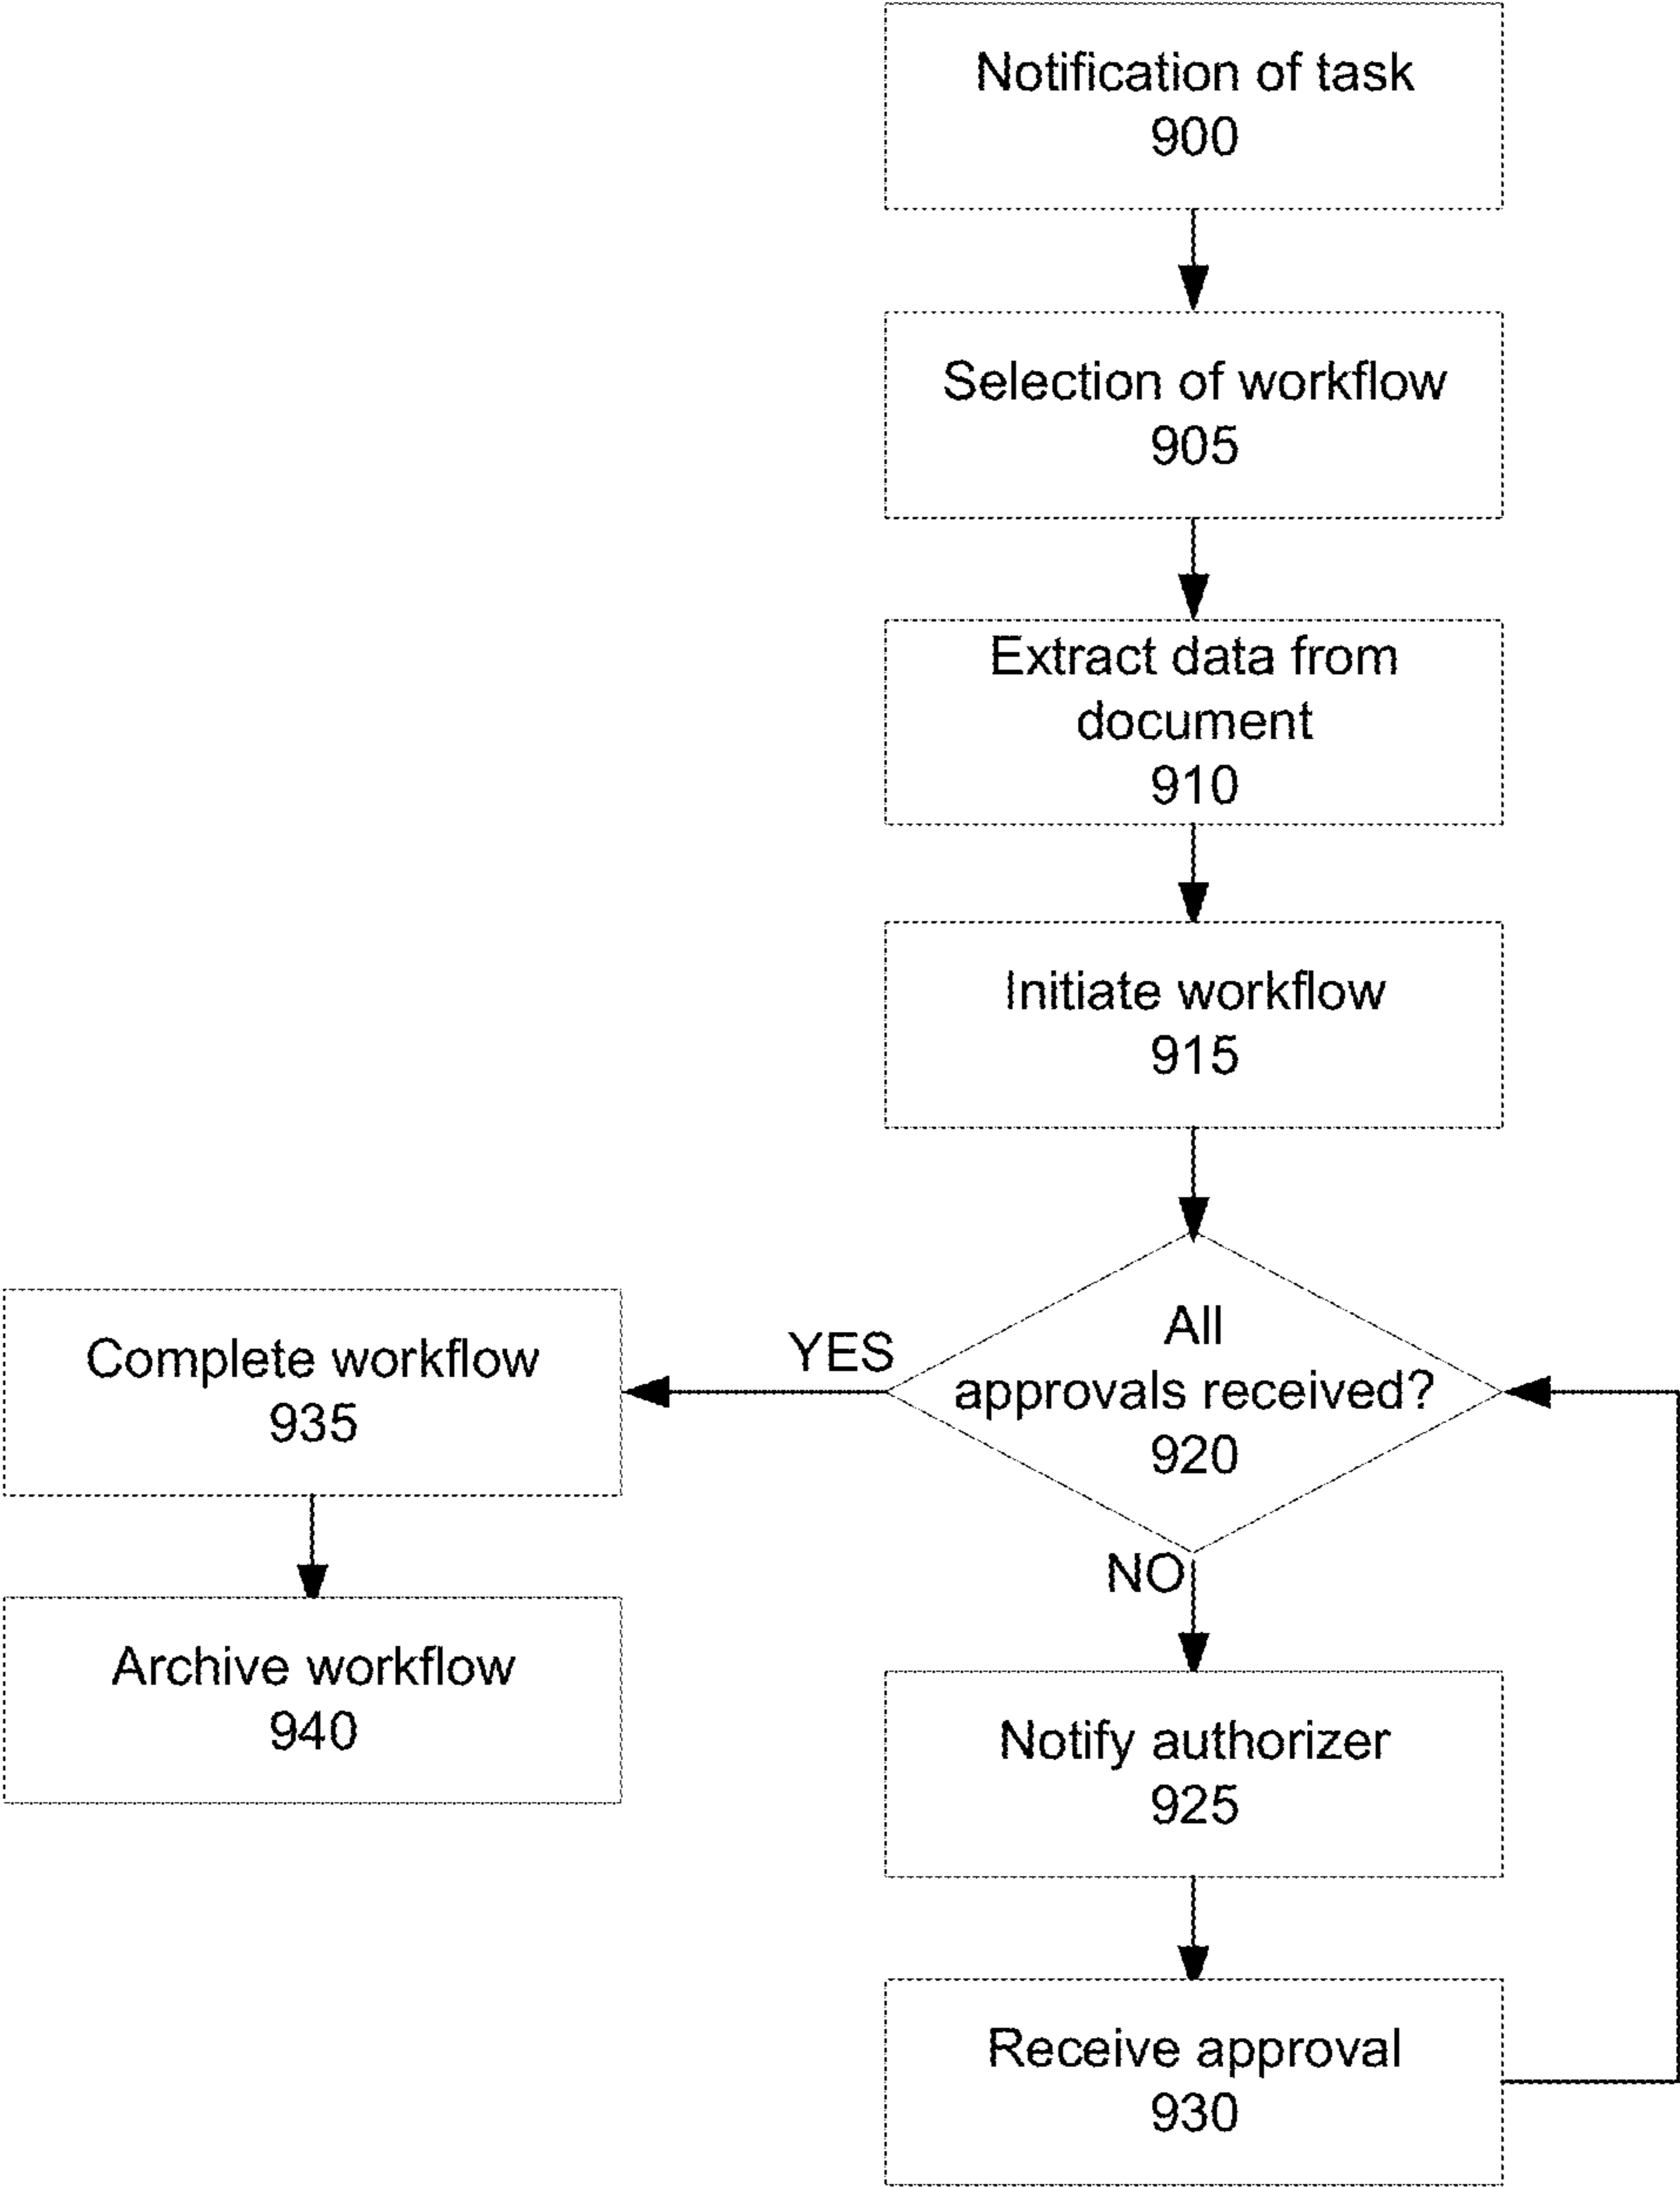 Notification of task
900
Selection of workflow
905
Extract data from
document
910
Initiate workflow
915
All
approvals received?
920
YES
NO
Complete workflow
935
Archive workflow
940
Notify authorizer
925
Receive approval
930